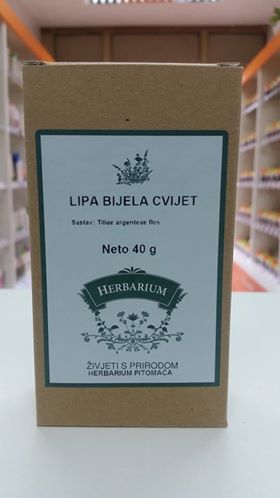 LIPA BIJELA CVIJET
Sastav: Tiliae argenteae flos
Neto 40 g
HERBARIUM
ŽIVJETI S PRIRODOM
HERBARIUM PITOMAČA